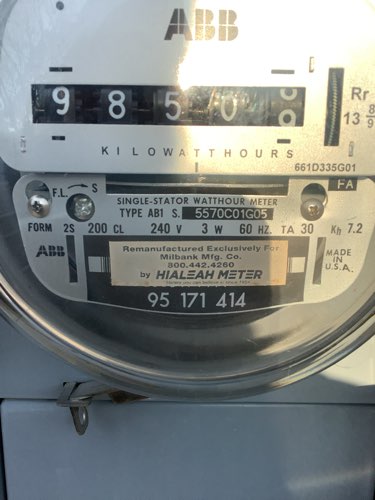 ABB
9 8 5 0
KILOWATTHOURS
Rr
13 8/9
661D335G01
F.L. S
FA
SINGLE-STATOR WATTHOUR METER
TYPE AB1 S. 5570C01G05
FORM 2S 200 CL 240 V 3 W 60 HZ. TA 30 Kh 7.2
ABB
Remanufactured Exclusively For
Milbank Mfg. Co.
800.442.4260
by HIALEAH METER
MADE
IN
U.S.A.
95 171 414